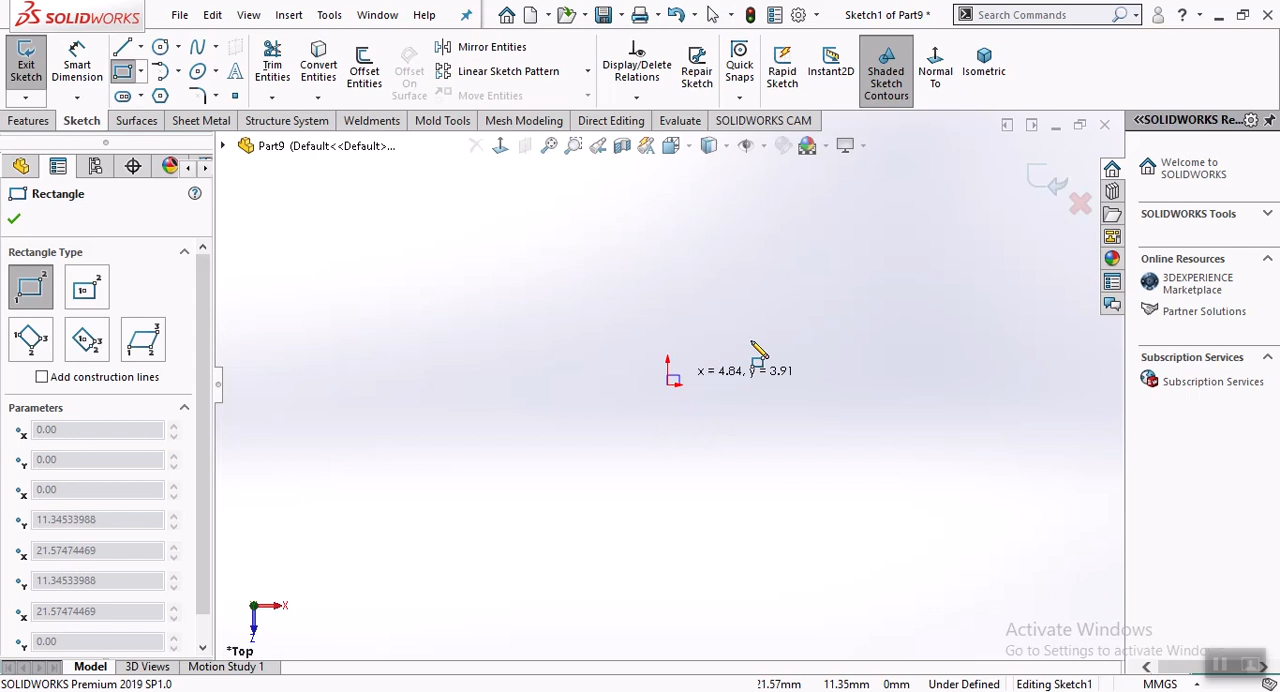 SOLIDWORKS
File Edit View Insert Tools Window Help
Sketch1 of Part9 *
Search Commands
Exit Sketch
Smart Dimension
Trim Entities
Convert Entities
Offset Entities
Offset On Surface
Mirror Entities
Linear Sketch Pattern
Move Entities
Display/Delete Relations
Repair Sketch
Quick Snaps
Rapid Sketch
Instant2D
Shaded Sketch Contours
Normal To
Isometric
Features Sketch Surfaces Sheet Metal Structure System Weldments Mold Tools Mesh Modeling Direct Editing Evaluate SOLIDWORKS CAM
Part9 (Default<<Default>...
<<SOLIDWORKS Re...
Rectangle
Rectangle Type
Add construction lines
Parameters
0.00
0.00
0.00
11.34533988
21.57474469
11.34533988
21.57474469
0.00
x = 4.84, y = 3.91
X
Z
*Top
Welcome to
SOLIDWORKS
SOLIDWORKS Tools
Online Resources
3DEXPERIENCE
Marketplace
Partner Solutions
Subscription Services
Subscription Services
Activate Windows
Go to Settings to activate
Model 3D Views Motion Study 1
SOLIDWORKS Premium 2019 SP1.0
21.57mm 11.35mm 0mm Under Defined Editing Sketch1 MMGS